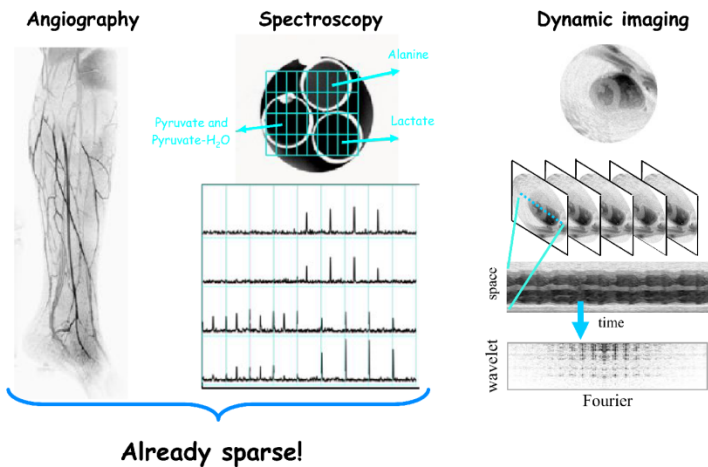 Angiography
Spectroscopy
Dynamic imaging
Alanine
Pyruvate and
Pyruvate-H₂O
Lactate
space
time
wavelet
Fourier
Already sparse!